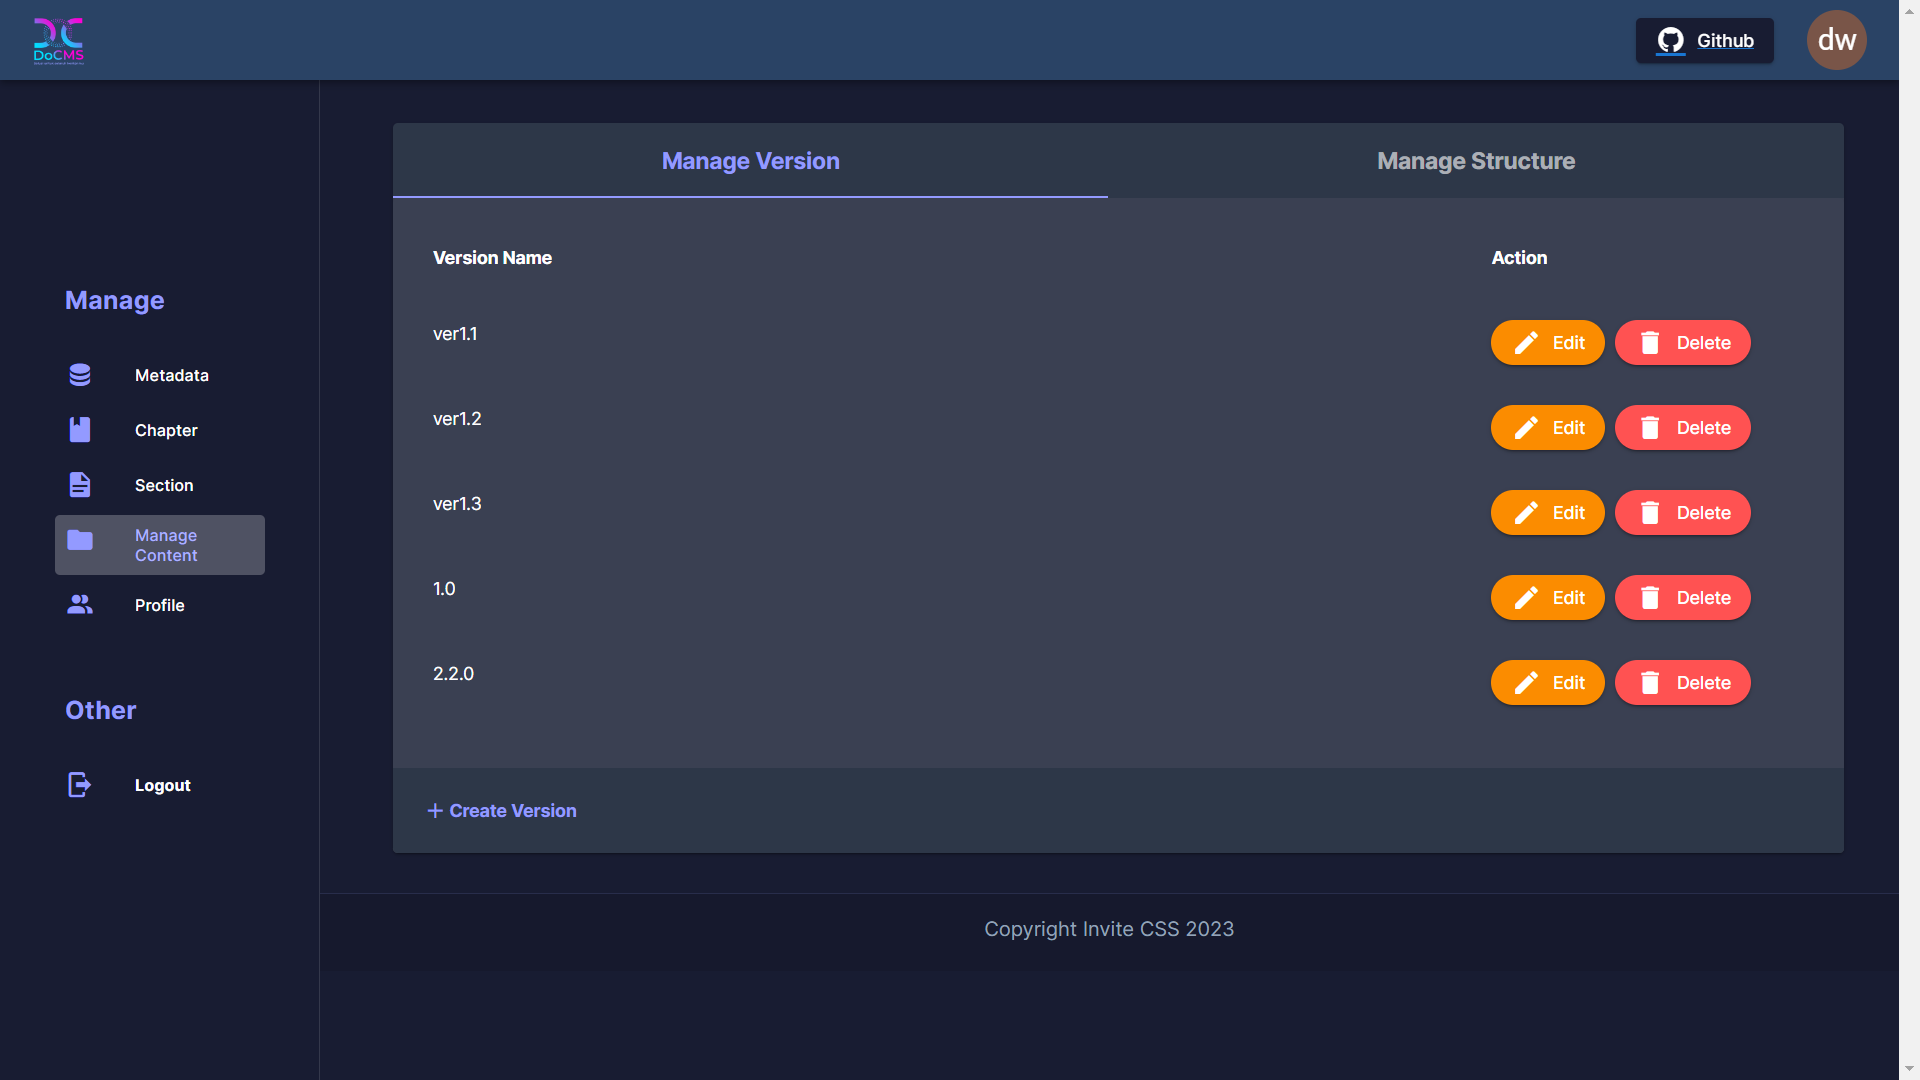 DoCMS
Github
dw
Manage
Metadata
Chapter
Section
Manage
Content
Profile
Other
Logout
Manage Version
Manage Structure
Version Name
Action
ver1.1
Edit
Delete
ver1.2
Edit
Delete
ver1.3
Edit
Delete
1.0
Edit
Delete
2.2.0
Edit
Delete
+ Create Version
Copyright Invite CSS 2023